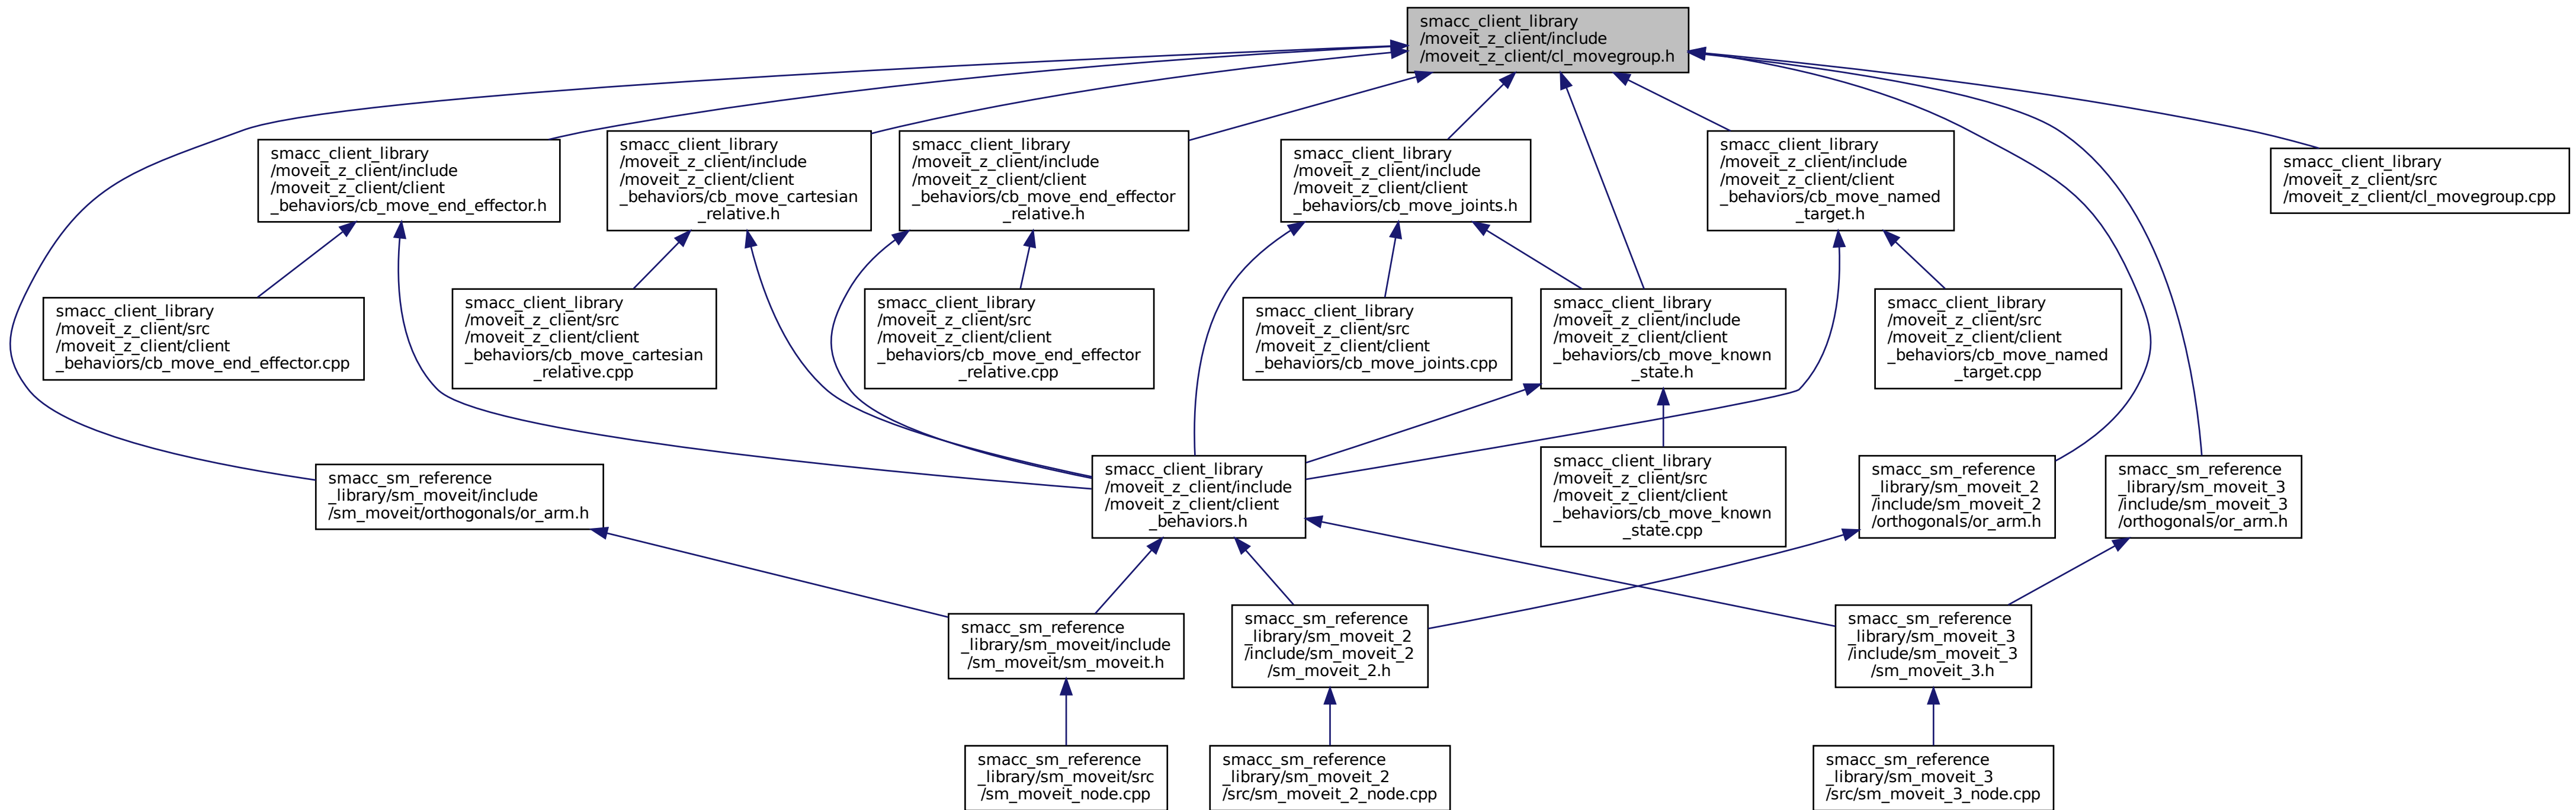 smacc_client_library
/moveit_z_client/include
/moveit_z_client/cl_movegroup.h
smacc_client_library
/moveit_z_client/include
/moveit_z_client/client
_behaviors/cb_move_end_effector.h
smacc_client_library
/moveit_z_client/include
/moveit_z_client/client
_behaviors/cb_move_cartesian
_relative.h
smacc_client_library
/moveit_z_client/include
/moveit_z_client/client
_behaviors/cb_move_end_effector
_relative.h
smacc_client_library
/moveit_z_client/include
/moveit_z_client/client
_behaviors/cb_move_joints.h
smacc_client_library
/moveit_z_client/include
/moveit_z_client/client
_behaviors/cb_move_named
_target.h
smacc_client_library
/moveit_z_client/src
/moveit_z_client/cl_movegroup.cpp
smacc_client_library
/moveit_z_client/src
/moveit_z_client/client
_behaviors/cb_move_end_effector.cpp
smacc_client_library
/moveit_z_client/src
/moveit_z_client/client
_behaviors/cb_move_cartesian
_relative.cpp
smacc_client_library
/moveit_z_client/src
/moveit_z_client/client
_behaviors/cb_move_end_effector
_relative.cpp
smacc_client_library
/moveit_z_client/src
/moveit_z_client/client
_behaviors/cb_move_joints.cpp
smacc_client_library
/moveit_z_client/include
/moveit_z_client/client
_behaviors/cb_move_known
_state.h
smacc_client_library
/moveit_z_client/src
/moveit_z_client/client
_behaviors/cb_move_named
_target.cpp
smacc_sm_reference
_library/sm_moveit/include
/sm_moveit/orthogonals/or_arm.h
smacc_client_library
/moveit_z_client/include
/moveit_z_client/client
_behaviors.h
smacc_client_library
/moveit_z_client/src
/moveit_z_client/client
_behaviors/cb_move_known
_state.cpp
smacc_sm_reference
_library/sm_moveit_2
/include/sm_moveit_2
/orthogonals/or_arm.h
smacc_sm_reference
_library/sm_moveit_3
/include/sm_moveit_3
/orthogonals/or_arm.h
smacc_sm_reference
_library/sm_moveit/include
/sm_moveit/sm_moveit.h
smacc_sm_reference
_library/sm_moveit_2
/include/sm_moveit_2
/sm_moveit_2.h
smacc_sm_reference
_library/sm_moveit_3
/include/sm_moveit_3
/sm_moveit_3.h
smacc_sm_reference
_library/sm_moveit/src
/sm_moveit_node.cpp
smacc_sm_reference
_library/sm_moveit_2
/src/sm_moveit_2_node.cpp
smacc_sm_reference
_library/sm_moveit_3
/src/sm_moveit_3_node.cpp